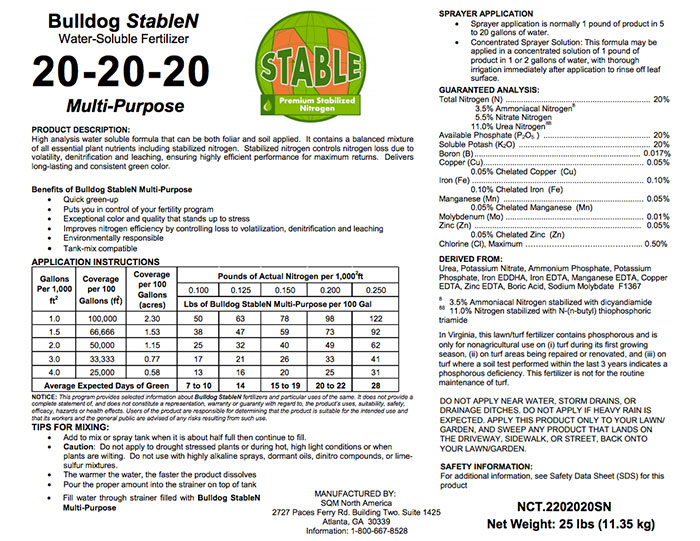 Bulldog StableN
Water-Soluble Fertilizer
20-20-20
Multi-Purpose
STABLE
N
Premium Stabilized
Nitrogen
PRODUCT DESCRIPTION:
High analysis water soluble formula that can be both foliar and soil applied. It contains a balanced mixture
of all essential plant nutrients including stabilized nitrogen. Stabilized nitrogen controls nitrogen loss due to
volatility, denitrification and leaching, ensuring highly efficient performance for maximum returns. Delivers
long-lasting and consistent green color.
Benefits of Bulldog StableN Multi-Purpose
• Quick green-up
• Puts you in control of your fertility program
• Exceptional color and quality that stands up to stress
• Improves nitrogen efficiency by controlling loss to volatilization, denitrification and leaching
• Environmentally responsible
• Tank-mix compatible
APPLICATION INSTRUCTIONS
Gallons Per 1,000 ft² | Coverage per 100 Gallons (ft²) | Coverage per 100 Gallons (acres) | Pounds of Actual Nitrogen per 1,000²ft
0.100 | 0.125 | 0.150 | 0.200 | 0.250
Lbs of Bulldog StableN Multi-Purpose per 100 Gal
1.0 | 100,000 | 2.30 | 50 | 63 | 78 | 98 | 122
1.5 | 66,666 | 1.53 | 38 | 47 | 59 | 73 | 92
2.0 | 50,000 | 1.15 | 25 | 32 | 40 | 49 | 62
3.0 | 33,333 | 0.77 | 17 | 21 | 26 | 33 | 41
4.0 | 25,000 | 0.58 | 13 | 16 | 20 | 25 | 31
Average Expected Days of Green | 7 to 10 | 14 | 15 to 19 | 20 to 22 | 28
NOTICE: This program provides selected information about Bulldog StableN fertilizers and particular uses of the same. It does not provide a
complete statement of, and does not constitute a representation, warranty or guaranty with regard to, the product's uses, suitability, safety,
efficacy, hazards or health effects. Users of the product are responsible for determining that the product is suitable for the intended use and
that its workers and the general public are advised of any risks resulting from such use.
TIPS FOR MIXING:
• Add to mix or spray tank when it is about half full then continue to fill.
• Caution: Do not apply to drought stressed plants or during hot, high light conditions or when
plants are wilting. Do not use with highly alkaline sprays, dormant oils, dinitro compounds, or lime-
sulfur mixtures.
• The warmer the water, the faster the product dissolves
• Pour the proper amount into the strainer on top of tank
• Fill water through strainer filled with Bulldog StableN
Multi-Purpose
MANUFACTURED BY:
SQM North America
2727 Paces Ferry Rd. Building Two. Suite 1425
Atlanta, GA 30339
Information: 1-800-667-8528
SPRAYER APPLICATION
• Sprayer application is normally 1 pound of product in 5
to 20 gallons of water.
• Concentrated Sprayer Solution: This formula may be
applied in a concentrated solution of 1 pound of
product in 1 or 2 gallons of water, with thorough
irrigation immediately after application to rinse off leaf
surface.
GUARANTEED ANALYSIS:
Total Nitrogen (N) ........ 20%
3.5% Ammoniacal Nitrogen§
5.5% Nitrate Nitrogen
11.0% Urea Nitrogen§§
Available Phosphate (P₂O₅ ) ........ 20%
Soluble Potash (K₂O) ........ 20%
Boron (B) ........ 0.017%
Copper (Cu) ........ 0.05%
0.05% Chelated Copper (Cu)
Iron (Fe) ........ 0.10%
0.10% Chelated Iron (Fe)
Manganese (Mn) ........ 0.05%
0.05% Chelated Manganese (Mn)
Molybdenum (Mo) ........ 0.01%
Zinc (Zn) ........ 0.05%
0.05% Chelated Zinc (Zn)
Chlorine (Cl), Maximum ........ 0.50%
DERIVED FROM:
Urea, Potassium Nitrate, Ammonium Phosphate, Potassium
Phosphate, Iron EDDHA, Iron EDTA, Manganese EDTA, Copper
EDTA, Zinc EDTA, Boric Acid, Sodium Molybdate F1367
§ 3.5% Ammoniacal Nitrogen stabilized with dicyandiamide
§§ 11.0% Nitrogen stabilized with N-(n-butyl) thiophosphoric
triamide
In Virginia, this lawn/turf fertilizer contains phosphorous and is
only for nonagricultural use on (i) turf during its first growing
season, (ii) on turf areas being repaired or renovated, and (iii) on
turf where a soil test performed within the last 3 years indicates a
phosphorous deficiency. This fertilizer is not for the routine
maintenance of turf.
DO NOT APPLY NEAR WATER, STORM DRAINS, OR
DRAINAGE DITCHES. DO NOT APPLY IF HEAVY RAIN IS
EXPECTED. APPLY THIS PRODUCT ONLY TO YOUR LAWN/
GARDEN, AND SWEEP ANY PRODUCT THAT LANDS ON
THE DRIVEWAY, SIDEWALK, OR STREET, BACK ONTO
YOUR LAWN/GARDEN.
SAFETY INFORMATION:
For additional information, see Safety Data Sheet (SDS) for this
product
NCT.2202020SN
Net Weight: 25 lbs (11.35 kg)